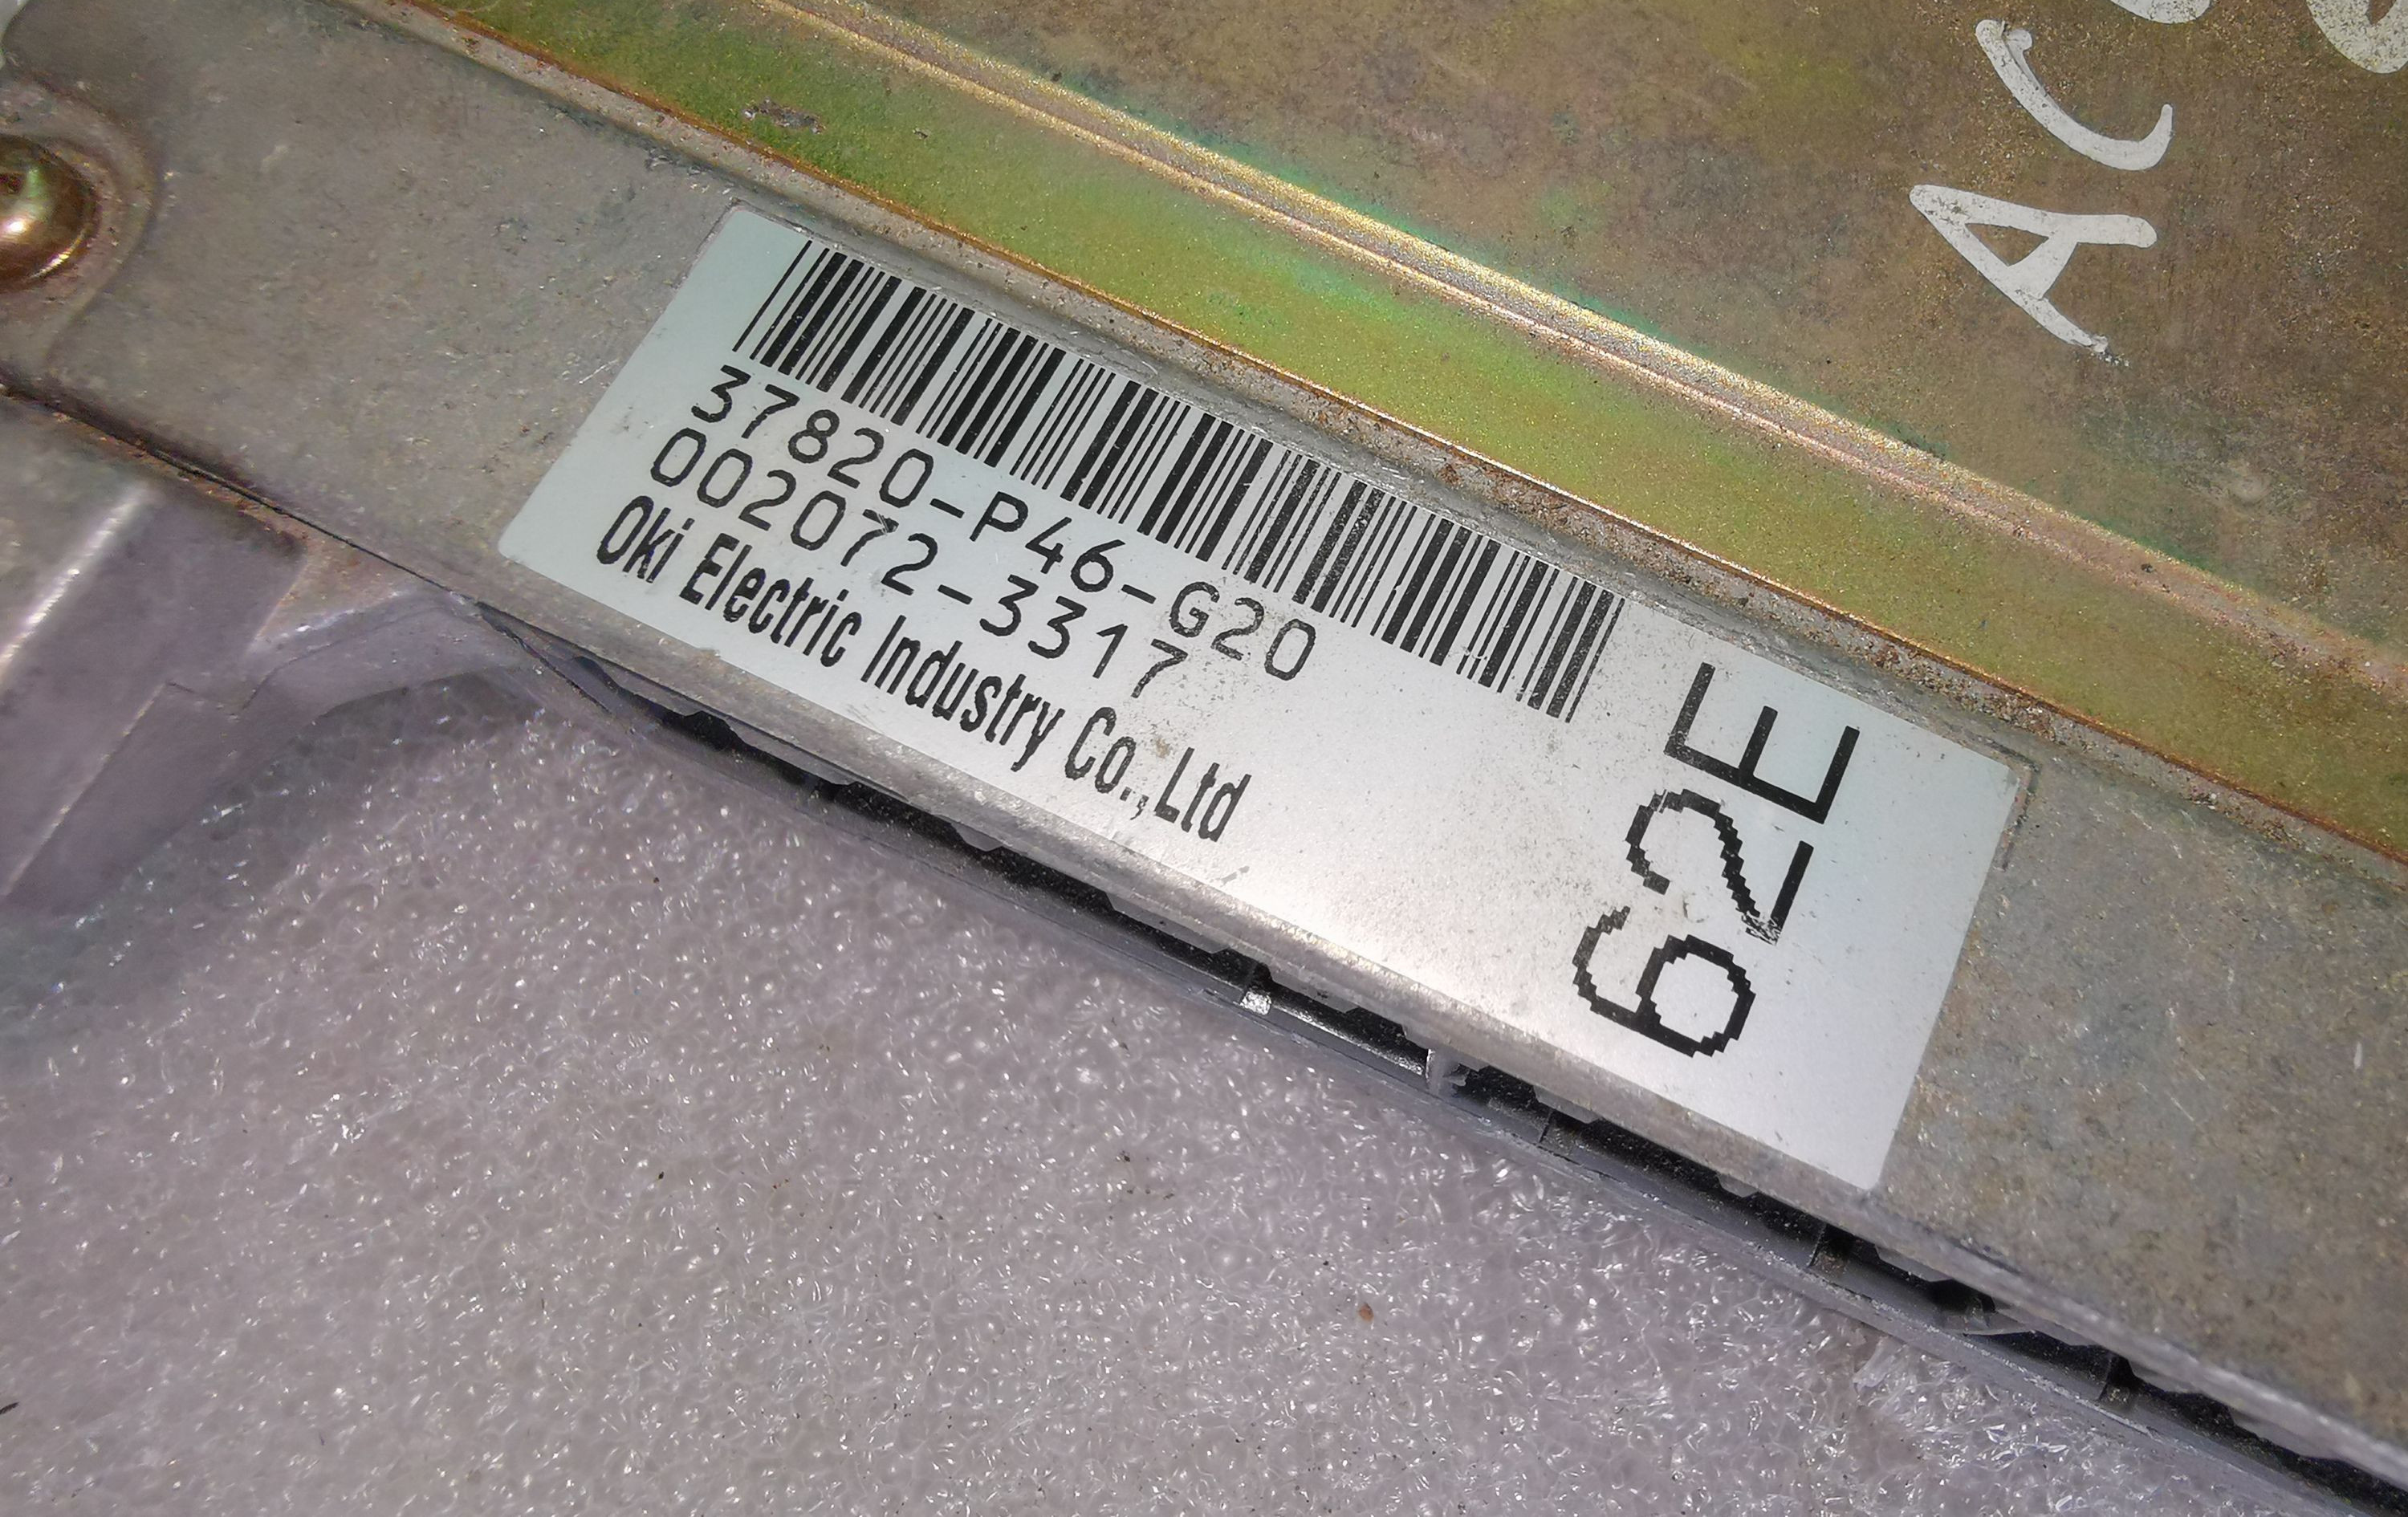 37820-P46-G20
002072-3317
Oki Electric Industry Co.,Ltd
62E